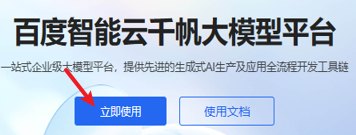 百度智能云千帆大模型平台
一站式企业级大模型平台，提供先进的生成式AI生产及应用全流程开发工具链
立即使用
使用文档